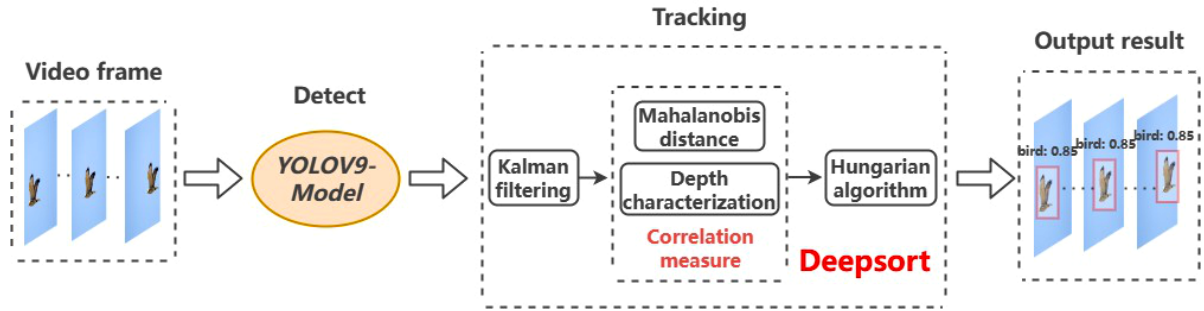 Video frame
Detect
YOLOV9-
Model
Tracking
Kalman
filtering
Mahalanobis
distance
Depth
characterization
Correlation
measure
Hungarian
algorithm
Deepsort
Output result
bird: 0.85
bird: 0.85
bird: 0.85